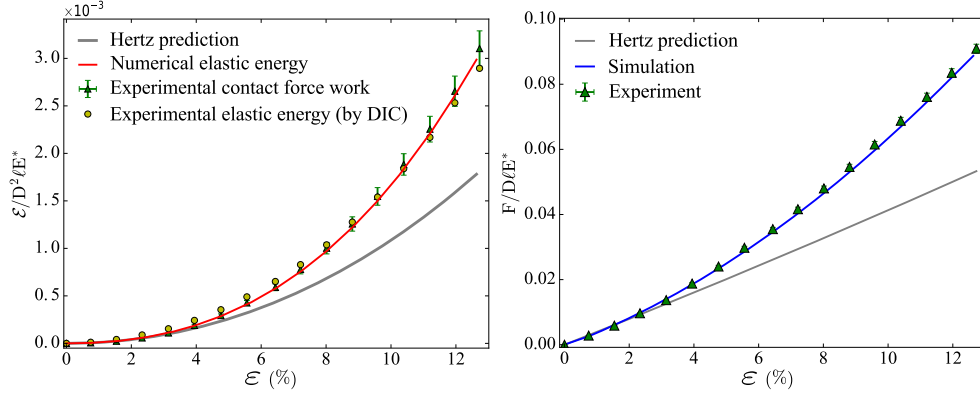 ×10⁻³
Hertz prediction
Numerical elastic energy
Experimental contact force work
Experimental elastic energy (by DIC)
3.0
2.5
2.0
1.5
1.0
0.5
0.0
ℰ/D²ℓE*
0 2 4 6 8 10 12
ε (%)
0.10
0.08
0.06
0.04
0.02
0.00
F/DℓE*
Hertz prediction
Simulation
Experiment
0 2 4 6 8 10 12
ε (%)